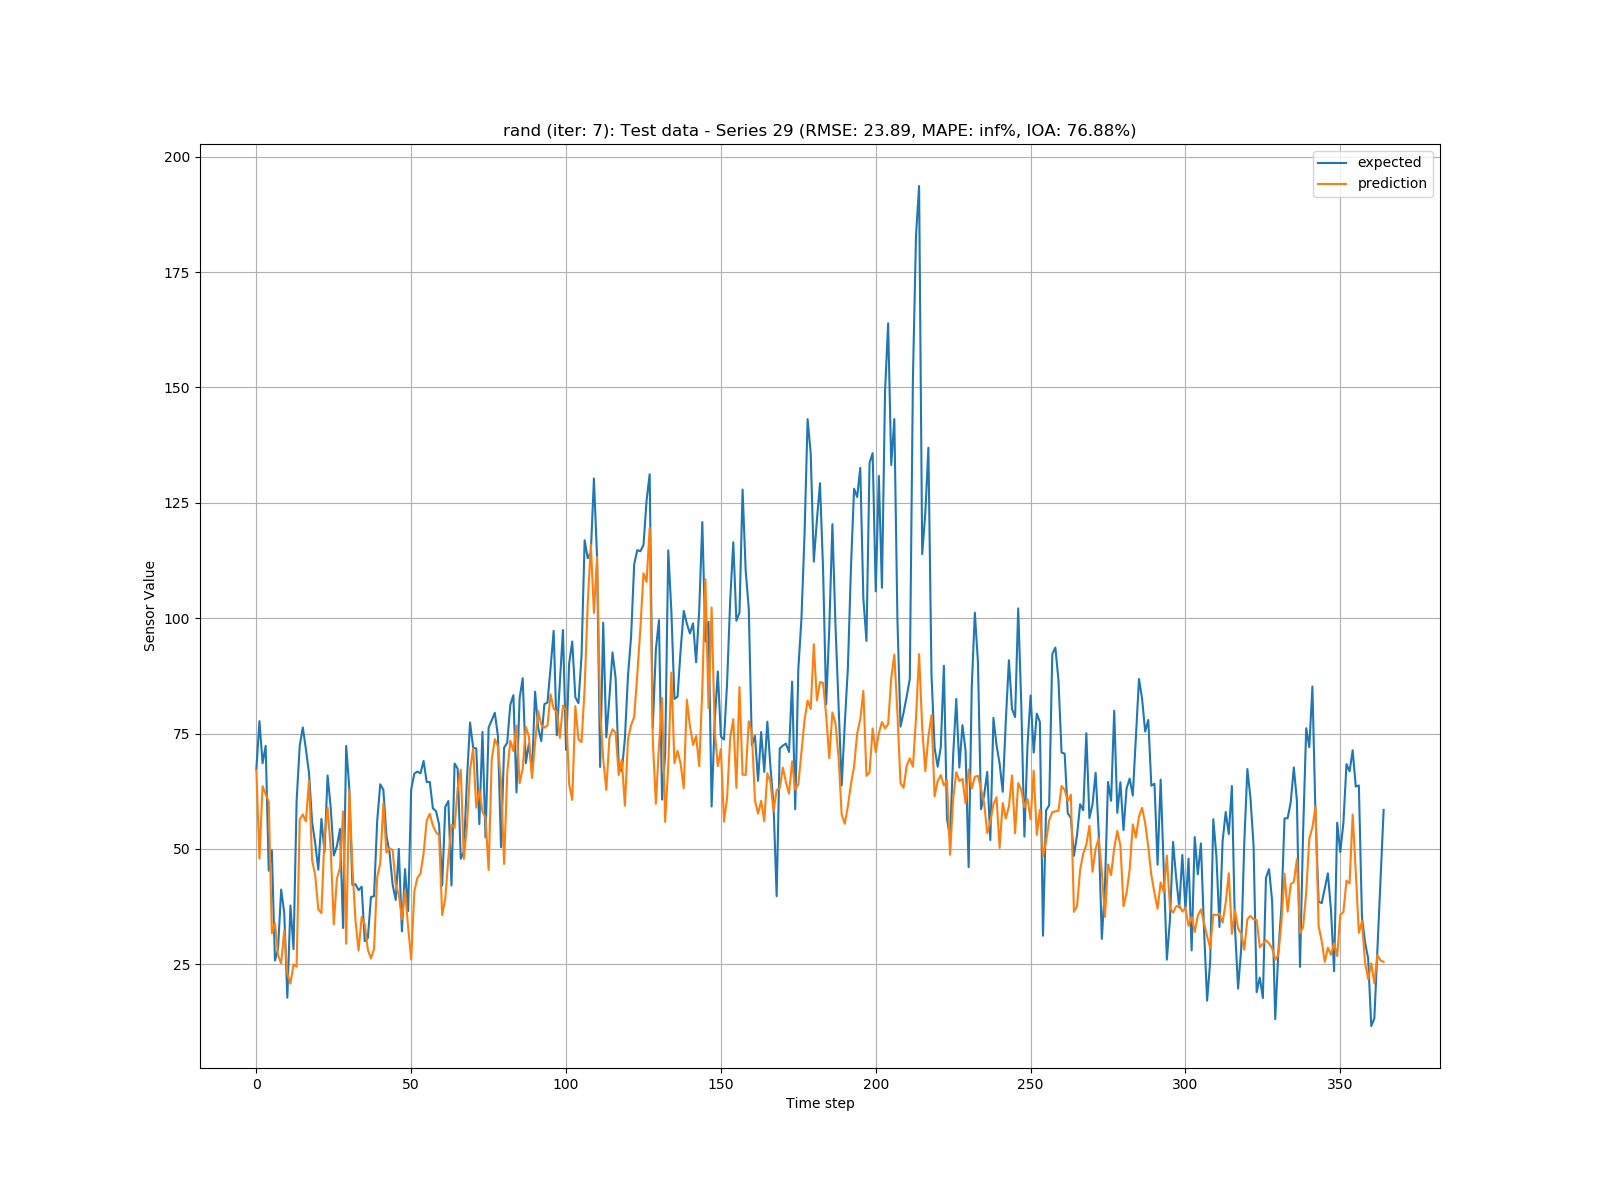 rand (iter: 7): Test data - Series 29 (RMSE: 23.89, MAPE: inf%, IOA: 76.88%)
expected
prediction
200
175
150
125
100
75
50
25
Sensor Value
0 50 100 150 200 250 300 350
Time step